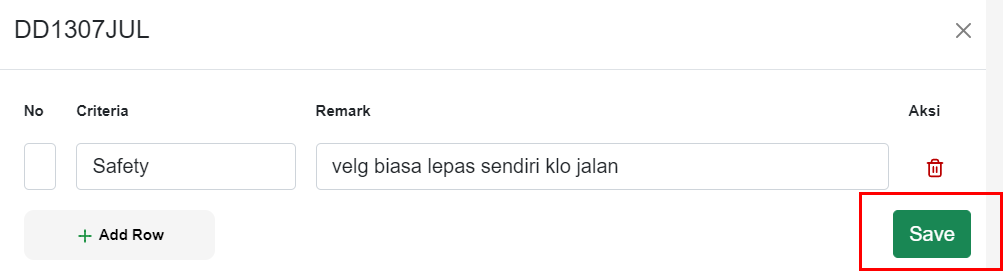 DD1307JUL
No Criteria Remark Aksi
Safety velg biasa lepas sendiri klo jalan
+ Add Row Save